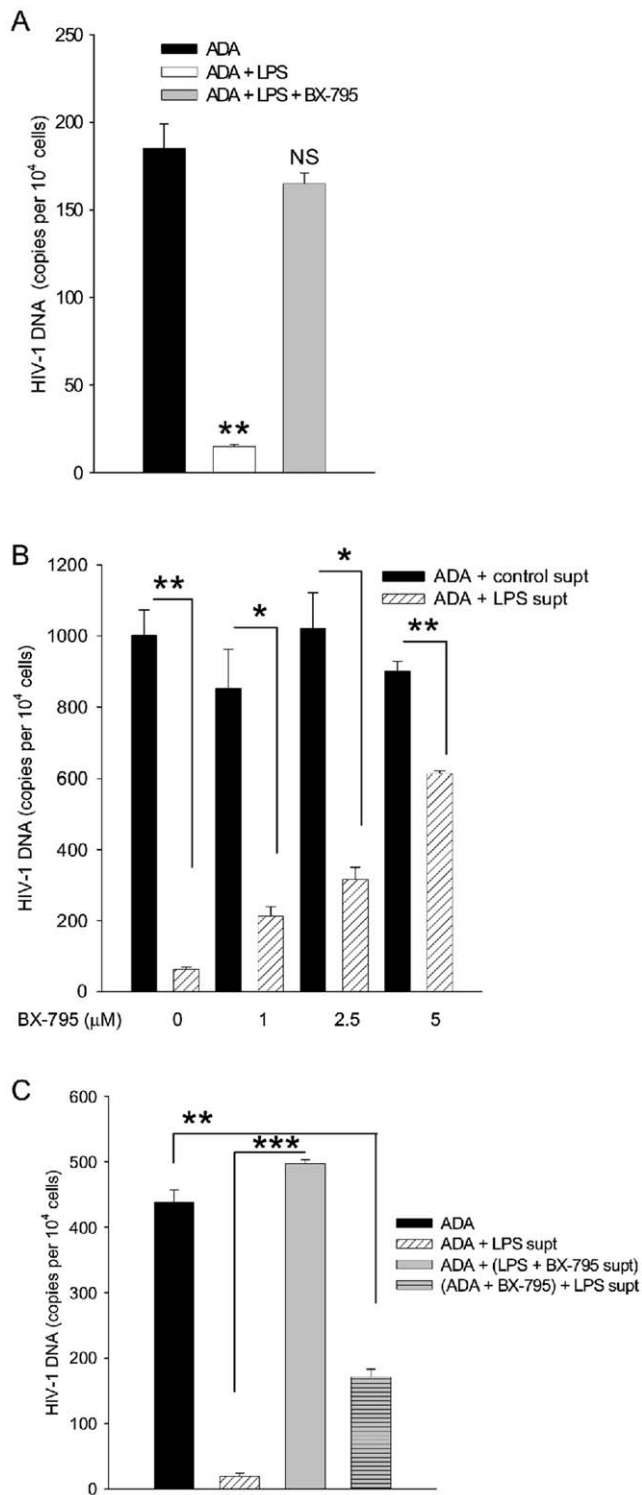 A
250
200
150
100
50
0
HIV-1 DNA (copies per 10⁴ cells)
ADA
ADA + LPS
ADA + LPS + BX-795
NS
**
B
1200
1000
800
600
400
200
0
HIV-1 DNA (copies per 10⁴ cells)
ADA + control supt
ADA + LPS supt
**
*
*
**
BX-795 (µM) 0 1 2.5 5
C
600
500
400
300
200
100
0
HIV-1 DNA (copies per 10⁴ cells)
**
***
ADA
ADA + LPS supt
ADA + (LPS + BX-795 supt)
(ADA + BX-795) + LPS supt